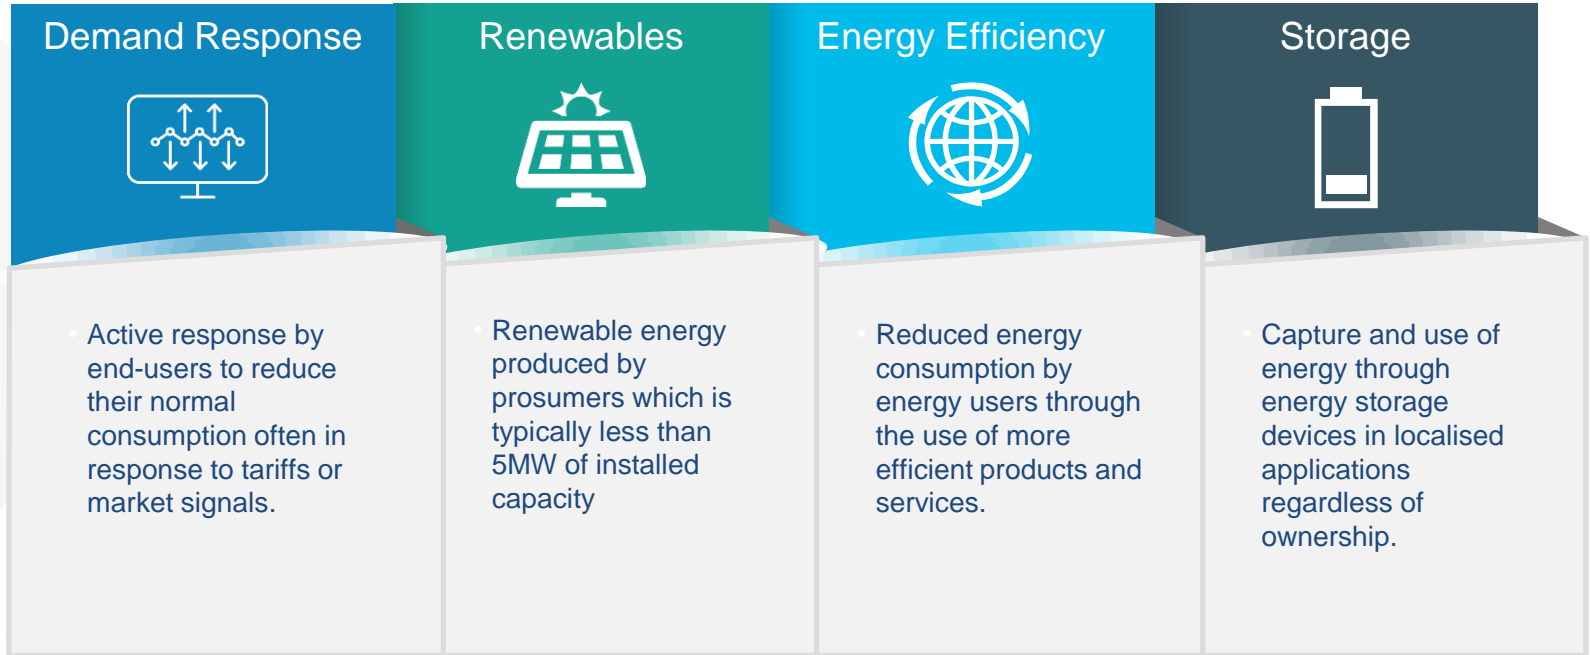 Demand Response
Renewables
Energy Efficiency
Storage
• Active response by
end-users to reduce
their normal
consumption often in
response to tariffs or
market signals.
• Renewable energy
produced by
prosumers which is
typically less than
5MW of installed
capacity
• Reduced energy
consumption by
energy users through
the use of more
efficient products and
services.
• Capture and use of
energy through
energy storage
devices in localised
applications
regardless of
ownership.